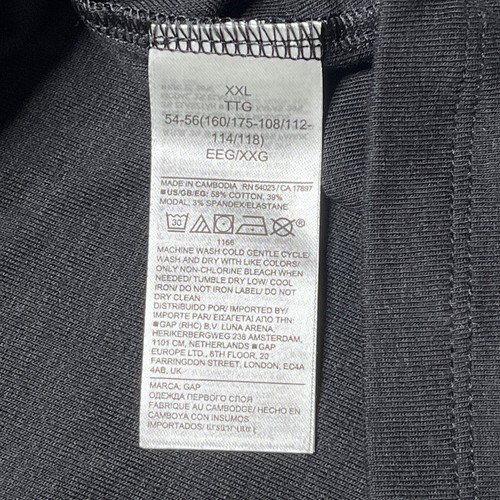 XXL
TTG
54-56(160/175-108/112-
114/118)
EEG/XXG
MADE IN CAMBODIA RN 54023 / CA 17897
■ US/GB/EG: 58% COTTON, 39%
MODAL, 3% SPANDEX/ELASTANE
30
1166
MACHINE WASH COLD GENTLE CYCLE/
WASH AND DRY WITH LIKE COLORS/
ONLY NON-CHLORINE BLEACH WHEN
NEEDED/ TUMBLE DRY LOW/ COOL
IRON/ DO NOT IRON LABEL/ DO NOT
DRY CLEAN
DISTRIBUIDO POR/ IMPORTED BY/
IMPORTE PAR/ ΕΙΣΑΓΕΤΑΙ ΑΠΟ ΤΗΝ:
■ GAP (RHC) B.V. LUNA ARENA,
HERIKERBERGWEG 238 AMSTERDAM,
1101 CM, NETHERLANDS ■ GAP
EUROPE LTD., 8TH FLOOR, 20
FARRINGDON STREET, LONDON, EC4A
4AB, UK
MARCA: GAP
ОДЕЖДА ПЕРВОГО СЛОЯ
FABRIQUE AU CAMBODGE/ HECHO EN
CAMBOYA CON INSUMOS
IMPORTADOS/